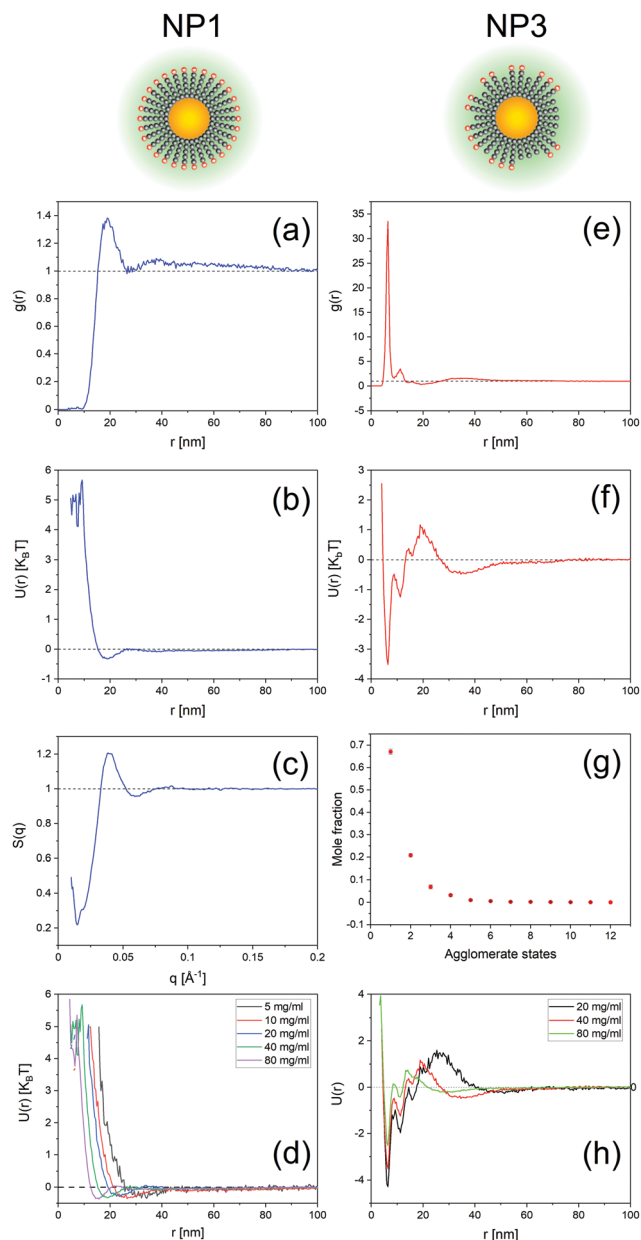 NP1
NP3
(a)
g(r)
1.4
1.2
1
0.8
0.6
0.4
0.2
0
0 20 40 60 80 100
r [nm]
(e)
g(r)
35
30
25
20
15
10
5
0
-5
0 20 40 60 80 100
r [nm]
(b)
U(r) [KBT]
6
5
4
3
2
1
0
-1
0 20 40 60 80 100
r [nm]
(f)
U(r) [KbT]
3
2
1
0
-1
-2
-3
-4
0 20 40 60 80 100
r [nm]
(c)
S(q)
1.2
1
0.8
0.6
0.4
0.2
0 0.05 0.1 0.15 0.2
q [Å-1]
(g)
Mole fraction
0.7
0.6
0.5
0.4
0.3
0.2
0.1
0
-0.1
0 2 4 6 8 10 12
Agglomerate states
(d)
U(r) [KBT]
6
5
4
3
2
1
0
5 mg/ml
10 mg/ml
20 mg/ml
40 mg/ml
80 mg/ml
0 20 40 60 80 100
r [nm]
(h)
U(r)
4
2
0
-2
-4
20 mg/ml
40 mg/ml
80 mg/ml
0
0 20 40 60 80 100
r [nm]